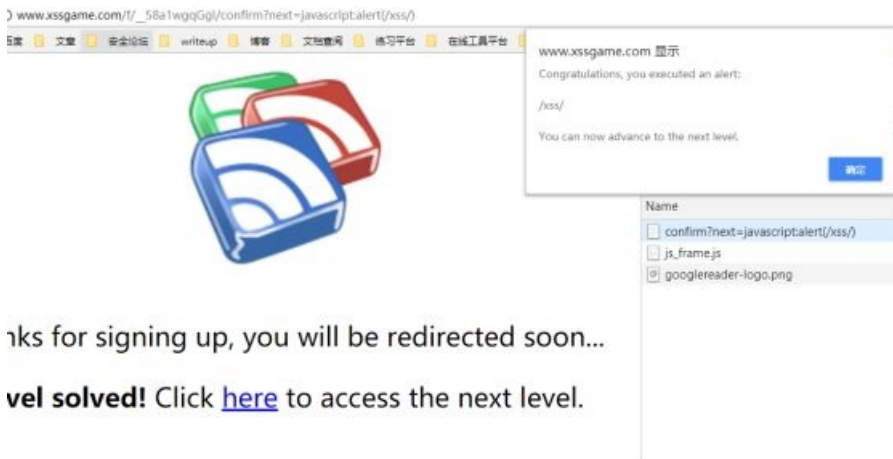 www.xssgame.com/f/__58a1wgqGgI/confirm?next=javascript:alert(/xss/)
文章 安全论坛 writeup 博客 文档查阅 练习平台 在线工具平台
www.xssgame.com 显示
Congratulations, you executed an alert:
/xss/
You can now advance to the next level.
确定
Name
confirm?next=javascript:alert(/xss/)
js_frame.js
googlereader-logo.png
nks for signing up, you will be redirected soon...
vel solved! Click here to access the next level.